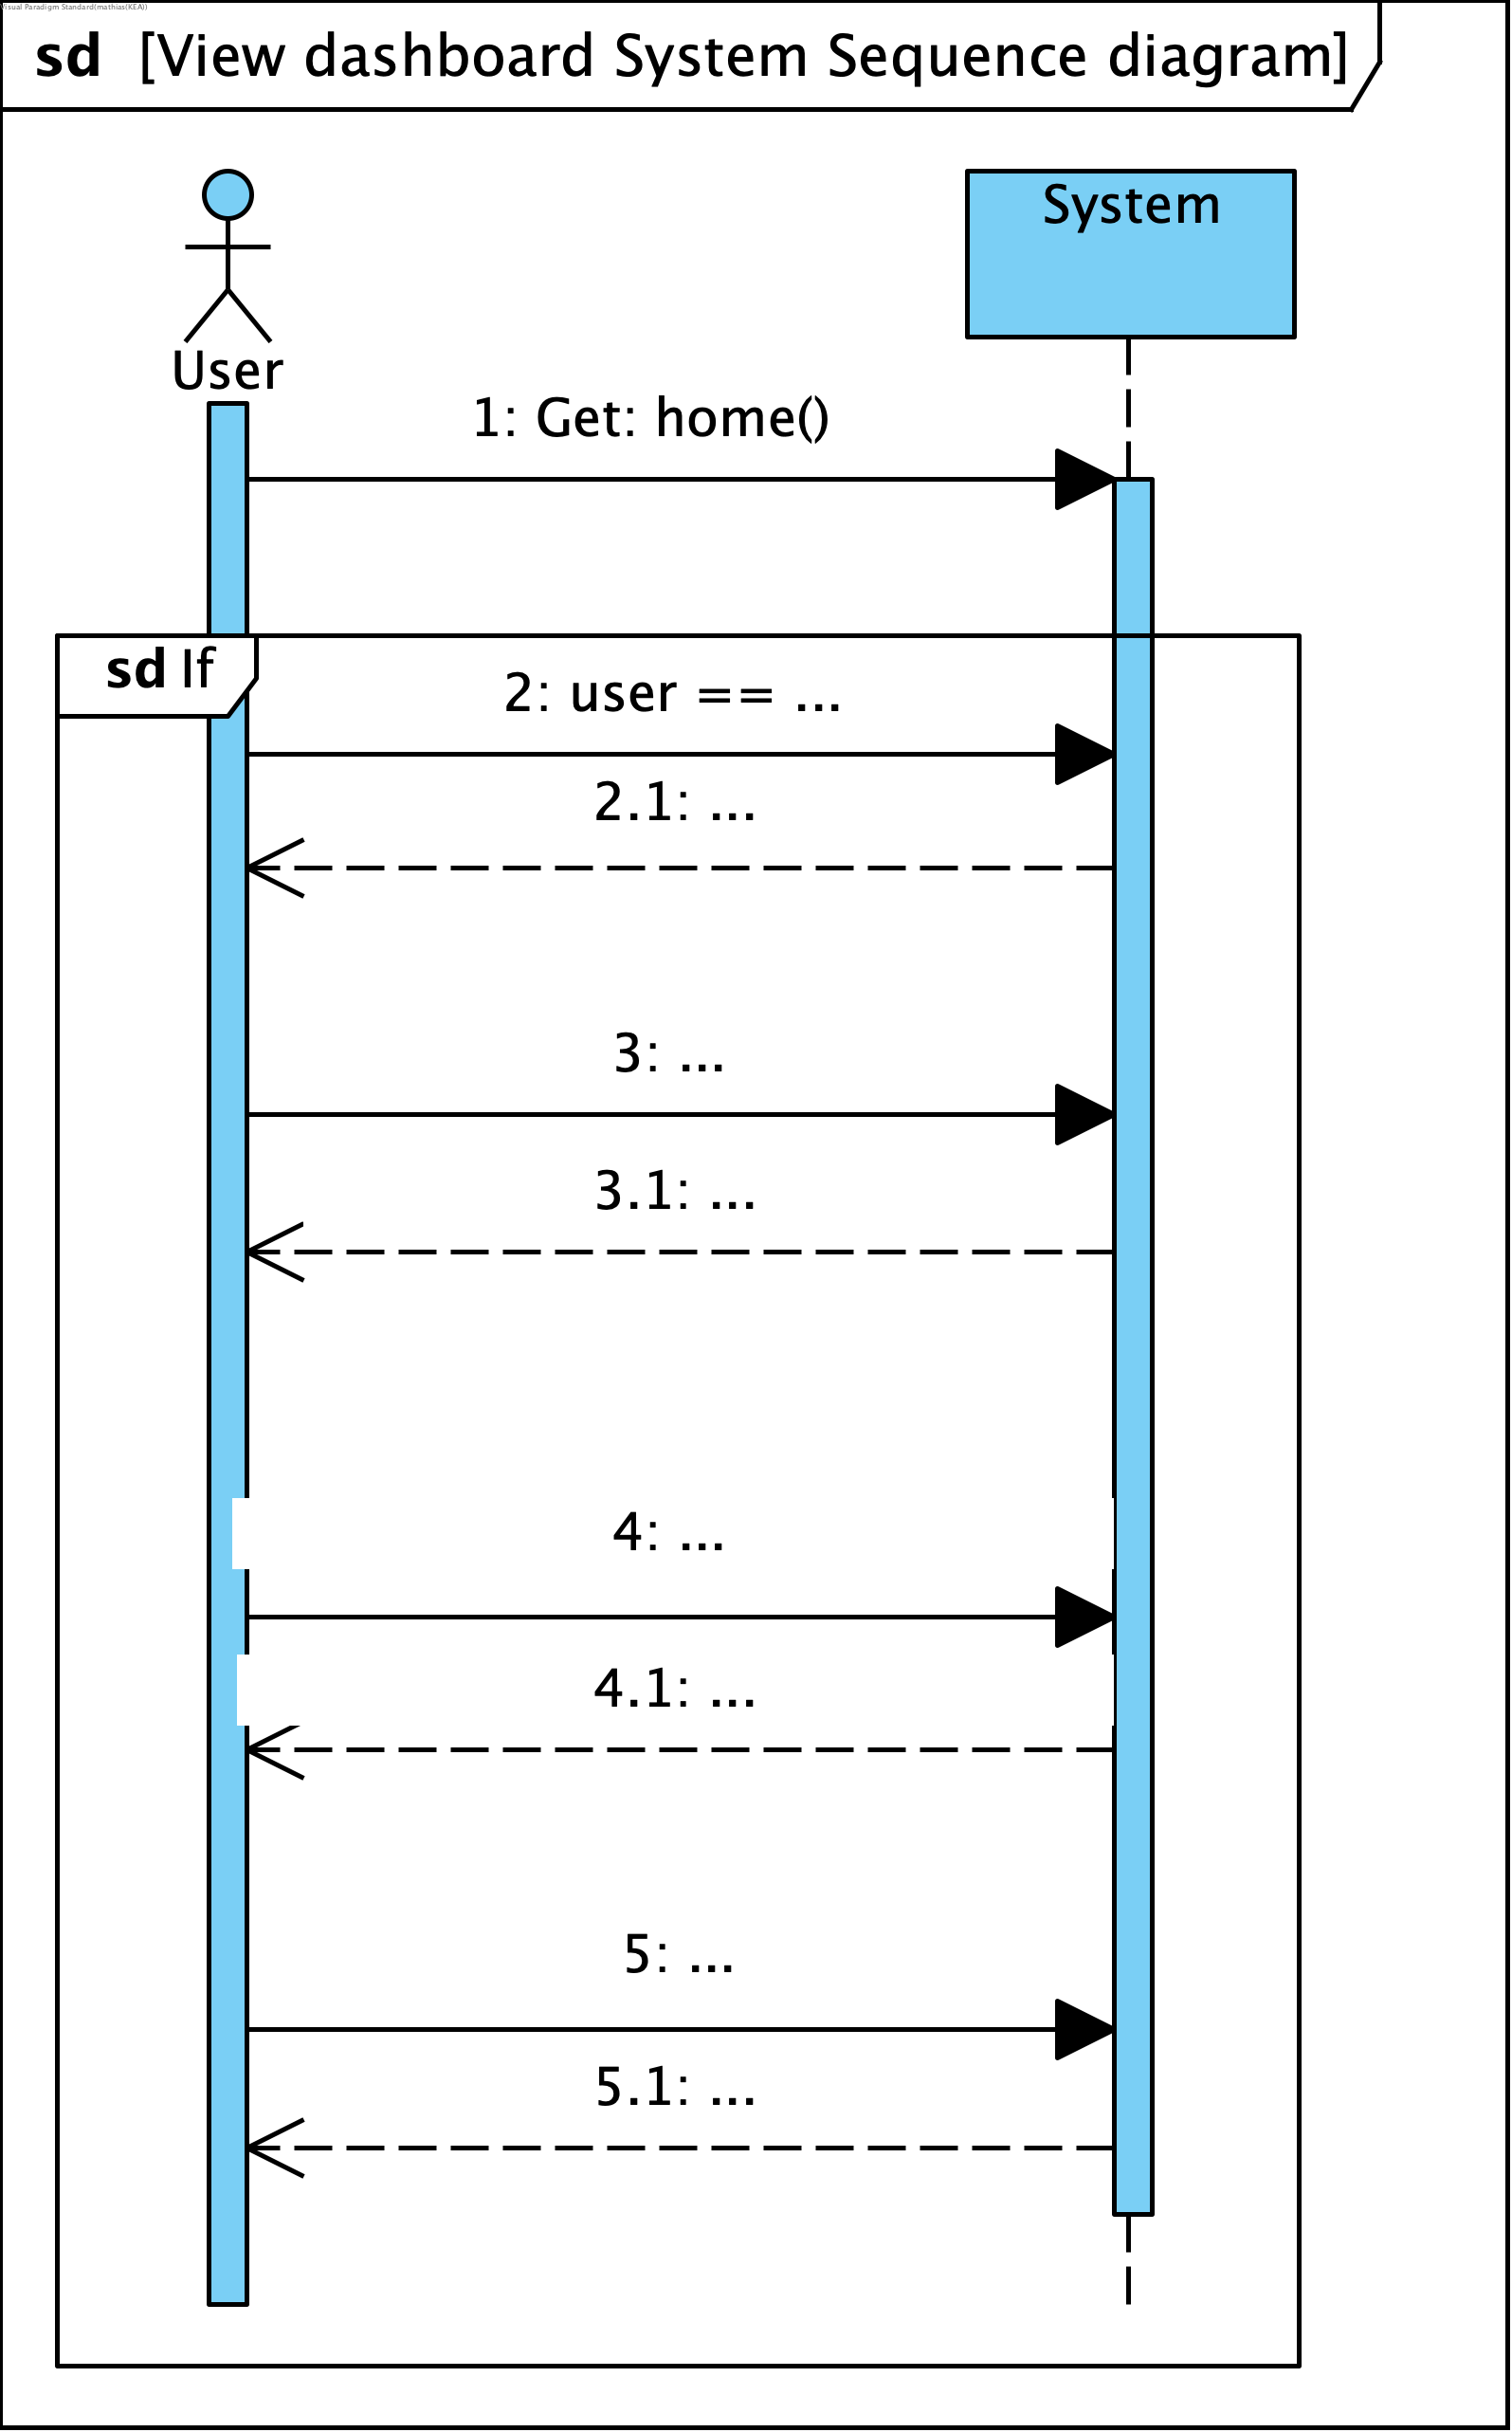 Visual Paradigm Standard(mathias(KEA))
sd [View dashboard System Sequence diagram]
System
User
1: Get: home()
sd If
2: user == ...
2.1: ...
3: ...
3.1: ...
4: ...
4.1: ...
5: ...
5.1: ...